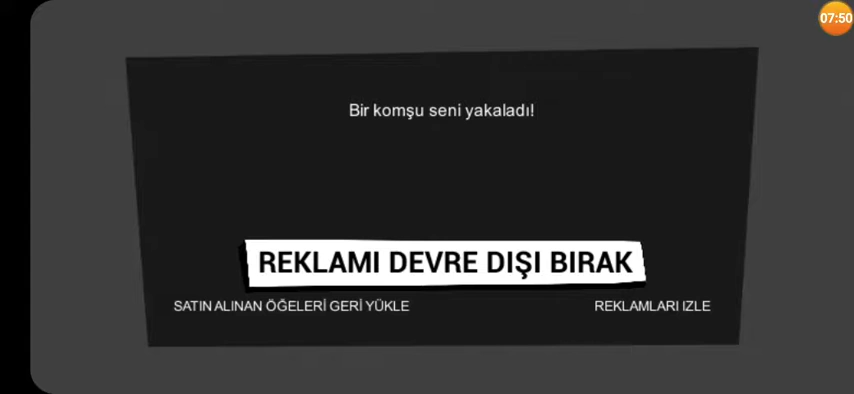 07:50
Bir komşu seni yakaladı!
REKLAMI DEVRE DIŞI BIRAK
SATIN ALINAN ÖĞELERİ GERİ YÜKLE
REKLAMLARI IZLE